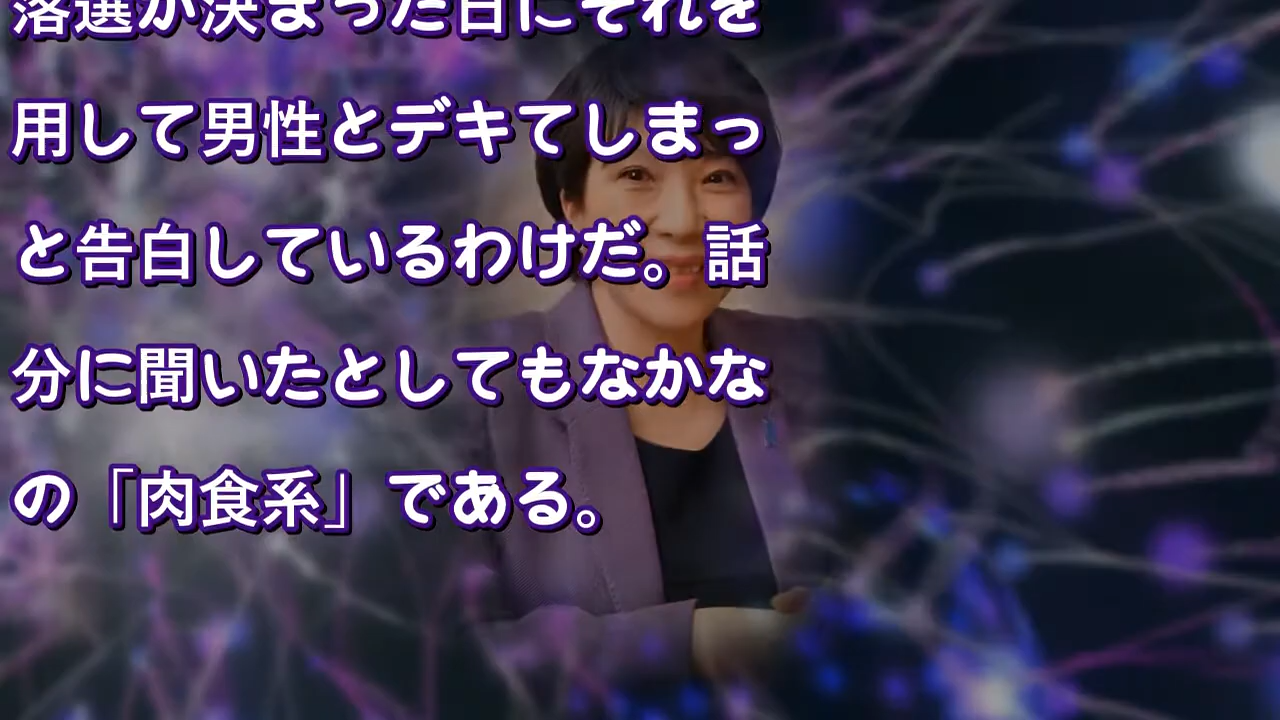 落選が決まった日にそれを
用して男性とデキてしまっ
と告白しているわけだ。話
分に聞いたとしてもなかな
の「肉食系」である。